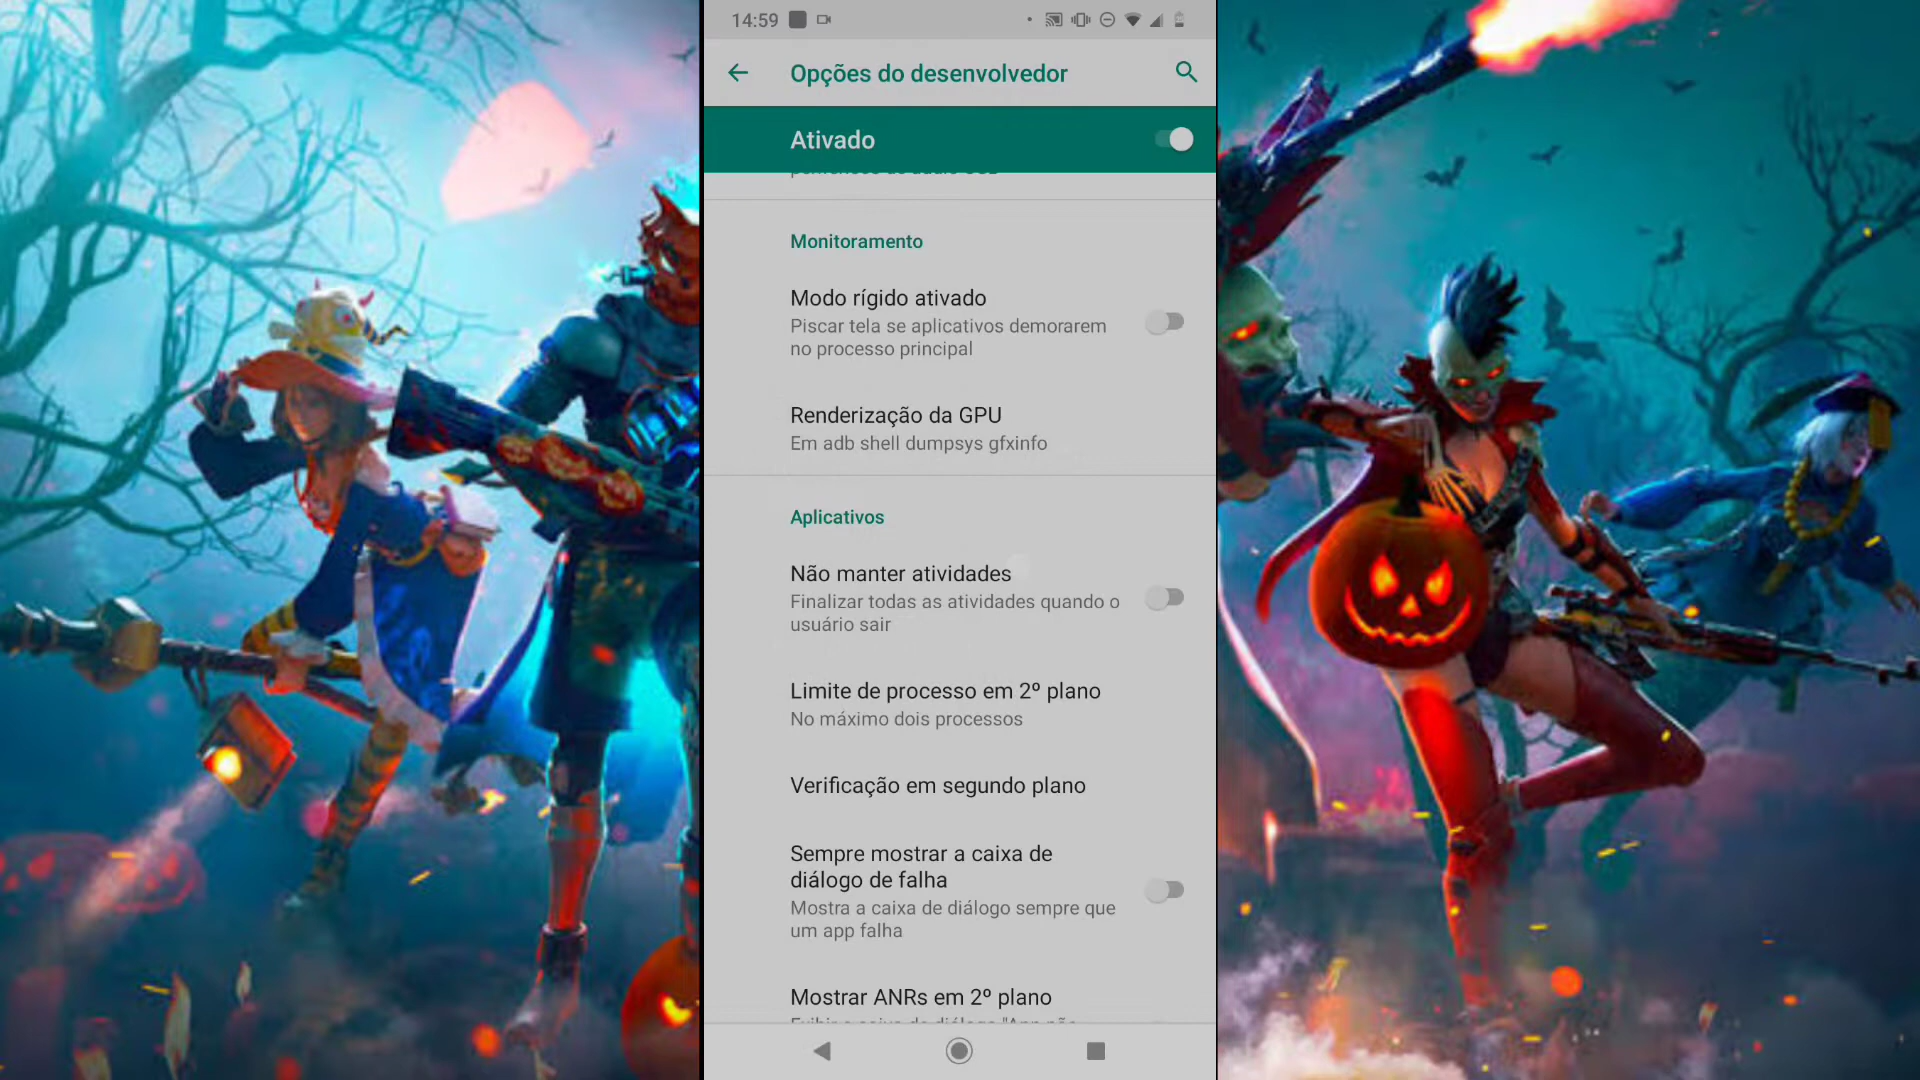 14:59
Opções do desenvolvedor
Ativado
Monitoramento
Modo rígido ativado
Piscar tela se aplicativos demorarem
no processo principal
Renderização da GPU
Em adb shell dumpsys gfxinfo
Aplicativos
Não manter atividades
Finalizar todas as atividades quando o
usuário sair
Limite de processo em 2º plano
No máximo dois processos
Verificação em segundo plano
Sempre mostrar a caixa de
diálogo de falha
Mostra a caixa de diálogo sempre que
um app falha
Mostrar ANRs em 2º plano